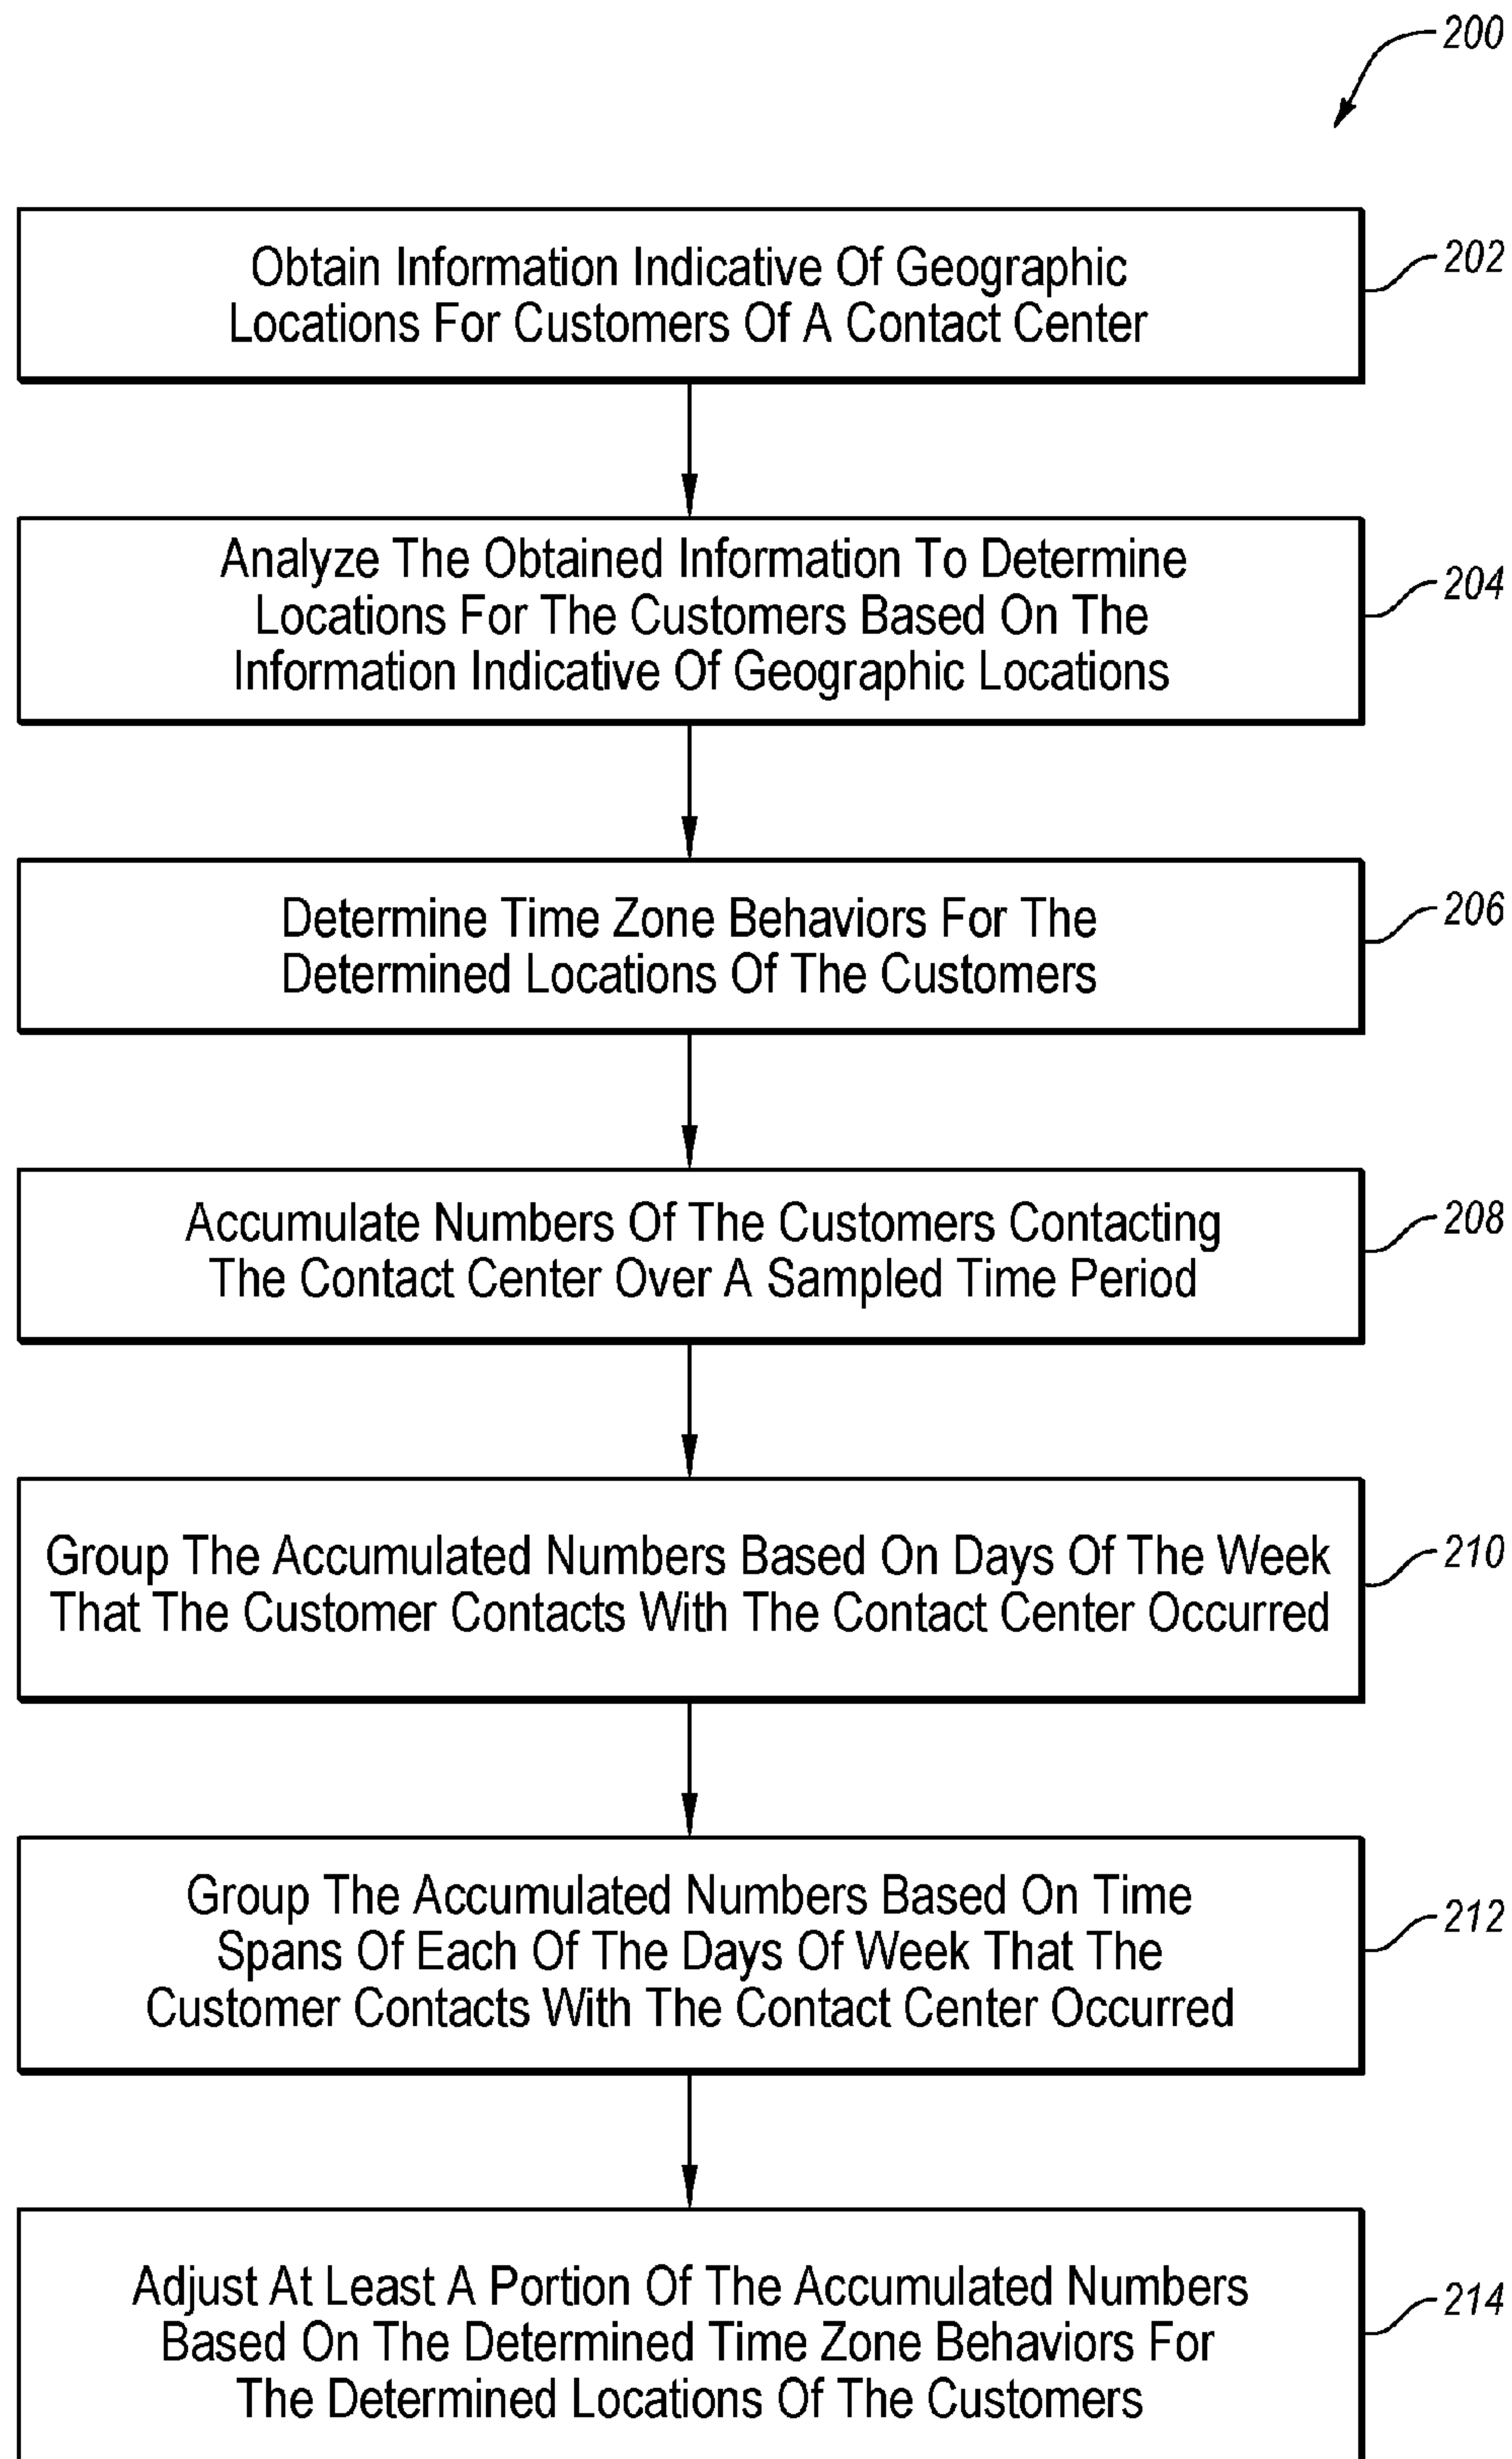 200
Obtain Information Indicative Of Geographic
Locations For Customers Of A Contact Center
202
Analyze The Obtained Information To Determine
Locations For The Customers Based On The
Information Indicative Of Geographic Locations
204
Determine Time Zone Behaviors For The
Determined Locations Of The Customers
206
Accumulate Numbers Of The Customers Contacting
The Contact Center Over A Sampled Time Period
208
Group The Accumulated Numbers Based On Days Of The Week
That The Customer Contacts With The Contact Center Occurred
210
Group The Accumulated Numbers Based On Time
Spans Of Each Of The Days Of Week That The
Customer Contacts With The Contact Center Occurred
212
Adjust At Least A Portion Of The Accumulated Numbers
Based On The Determined Time Zone Behaviors For
The Determined Locations Of The Customers
214